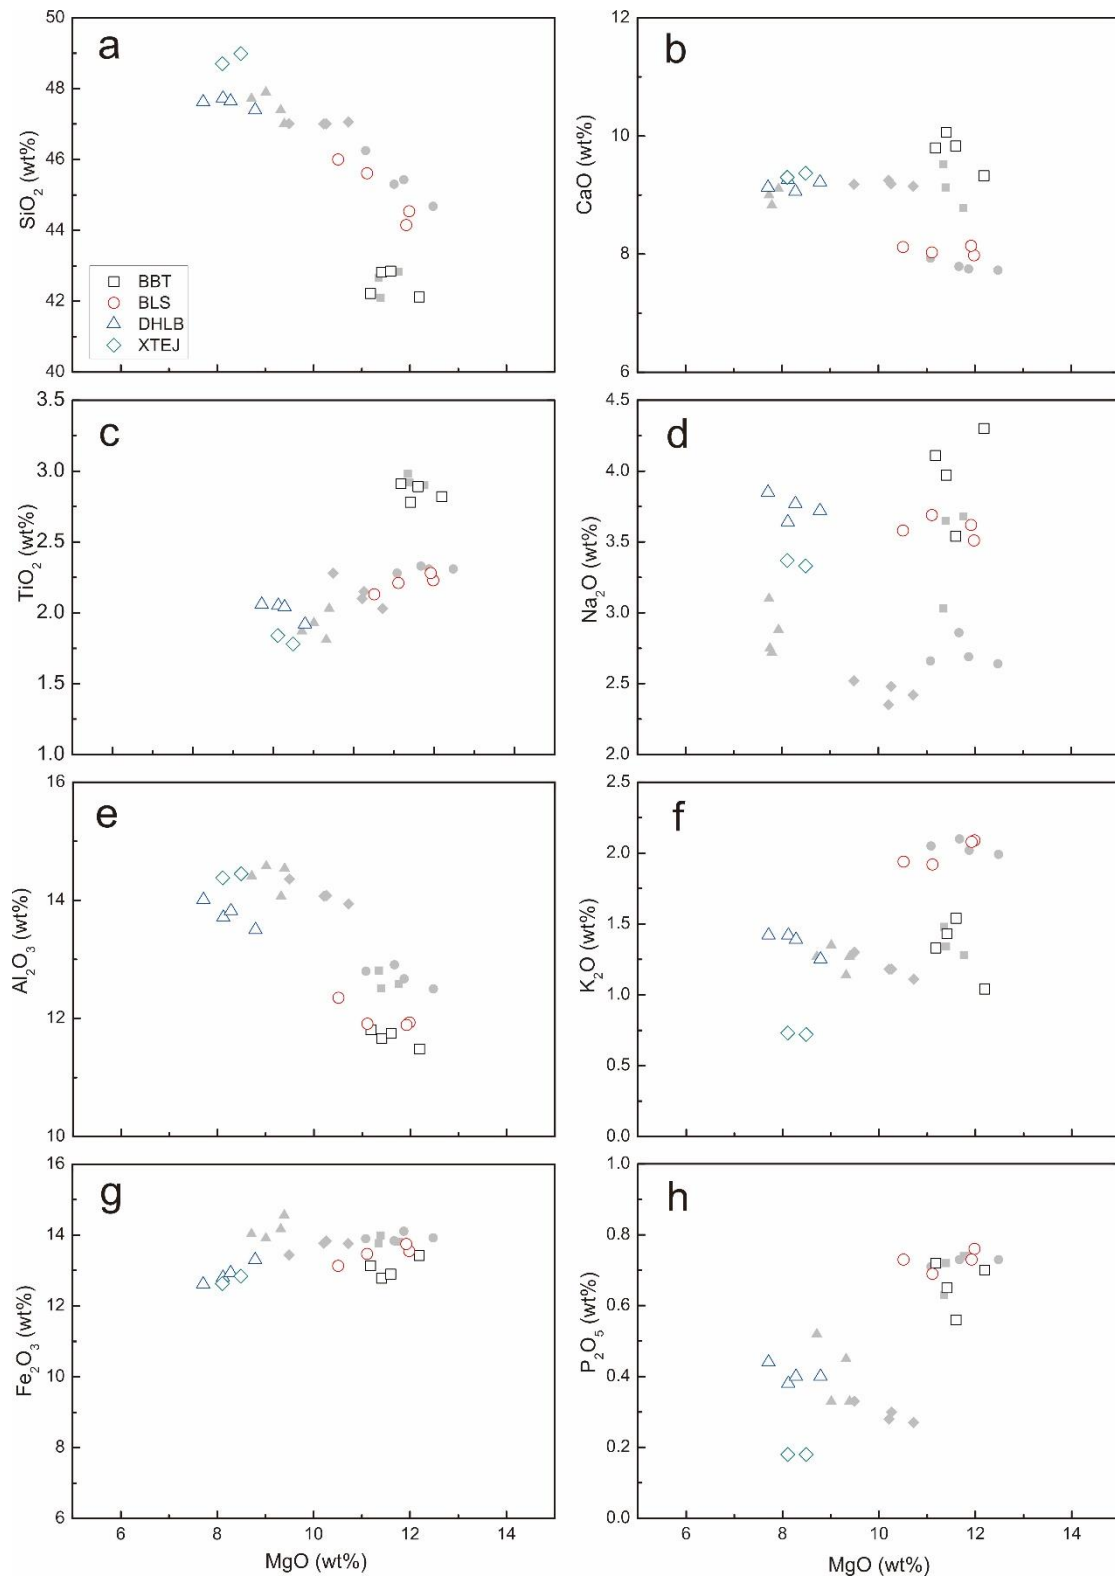 a
50
48
46
44
42
40
SiO2 (wt%)
BBT
BLS
DHLB
XTEJ
b
12
10
8
6
CaO (wt%)
c
3.5
3.0
2.5
2.0
1.5
1.0
TiO2 (wt%)
d
4.5
4.0
3.5
3.0
2.5
2.0
Na2O (wt%)
e
16
14
12
10
Al2O3 (wt%)
f
2.5
2.0
1.5
1.0
0.5
0.0
K2O (wt%)
g
16
14
12
10
8
6
Fe2O3 (wt%)
6 8 10 12 14
MgO (wt%)
h
1.0
0.8
0.6
0.4
0.2
0.0
P2O5 (wt%)
6 8 10 12 14
MgO (wt%)